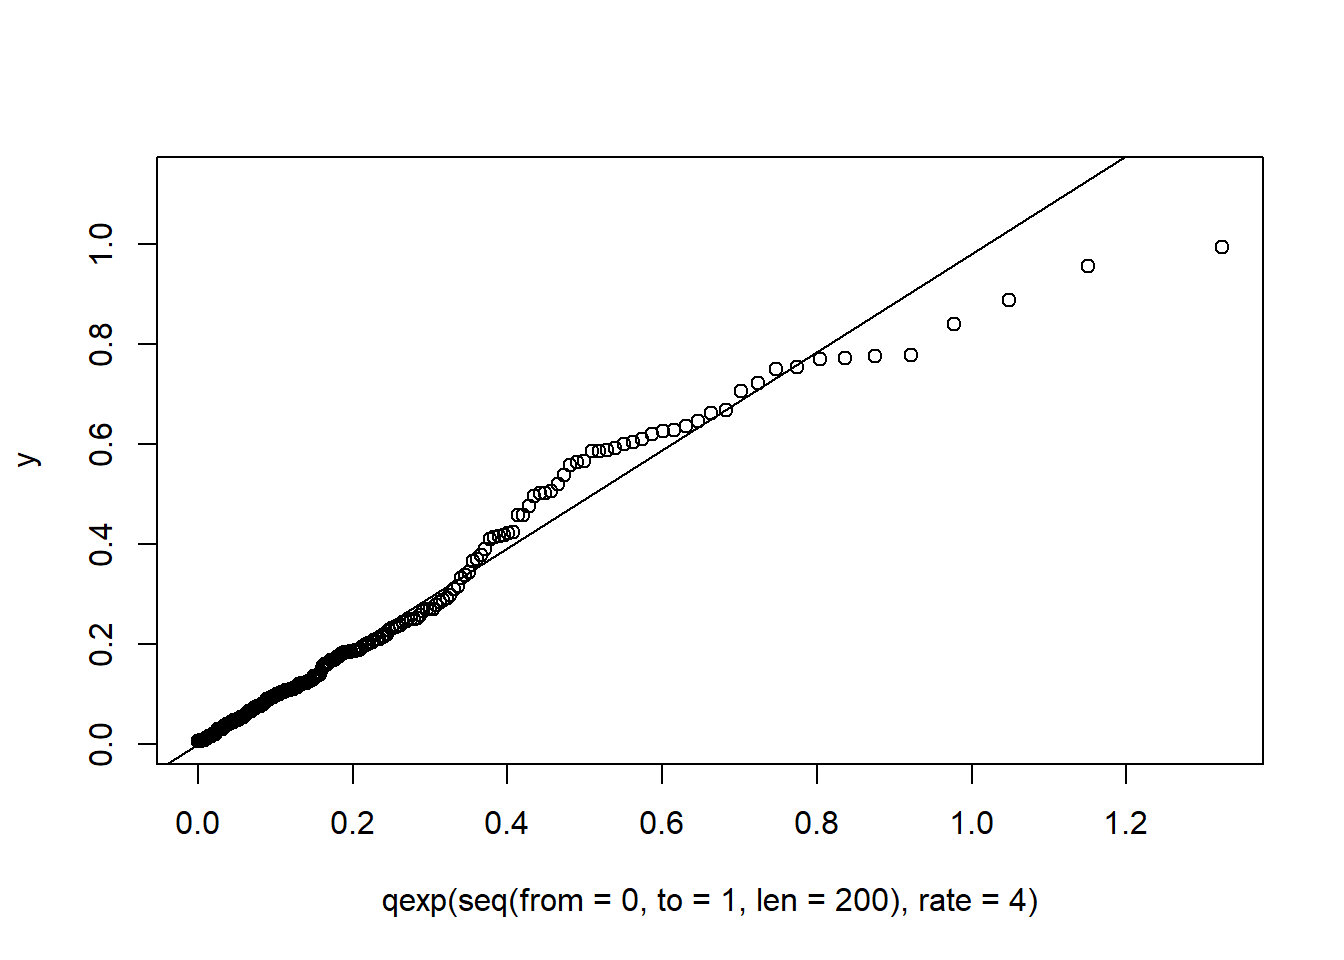 1.0
0.8
0.6
0.4
0.2
0.0
y
0.0 0.2 0.4 0.6 0.8 1.0 1.2
qexp(seq(from = 0, to = 1, len = 200), rate = 4)